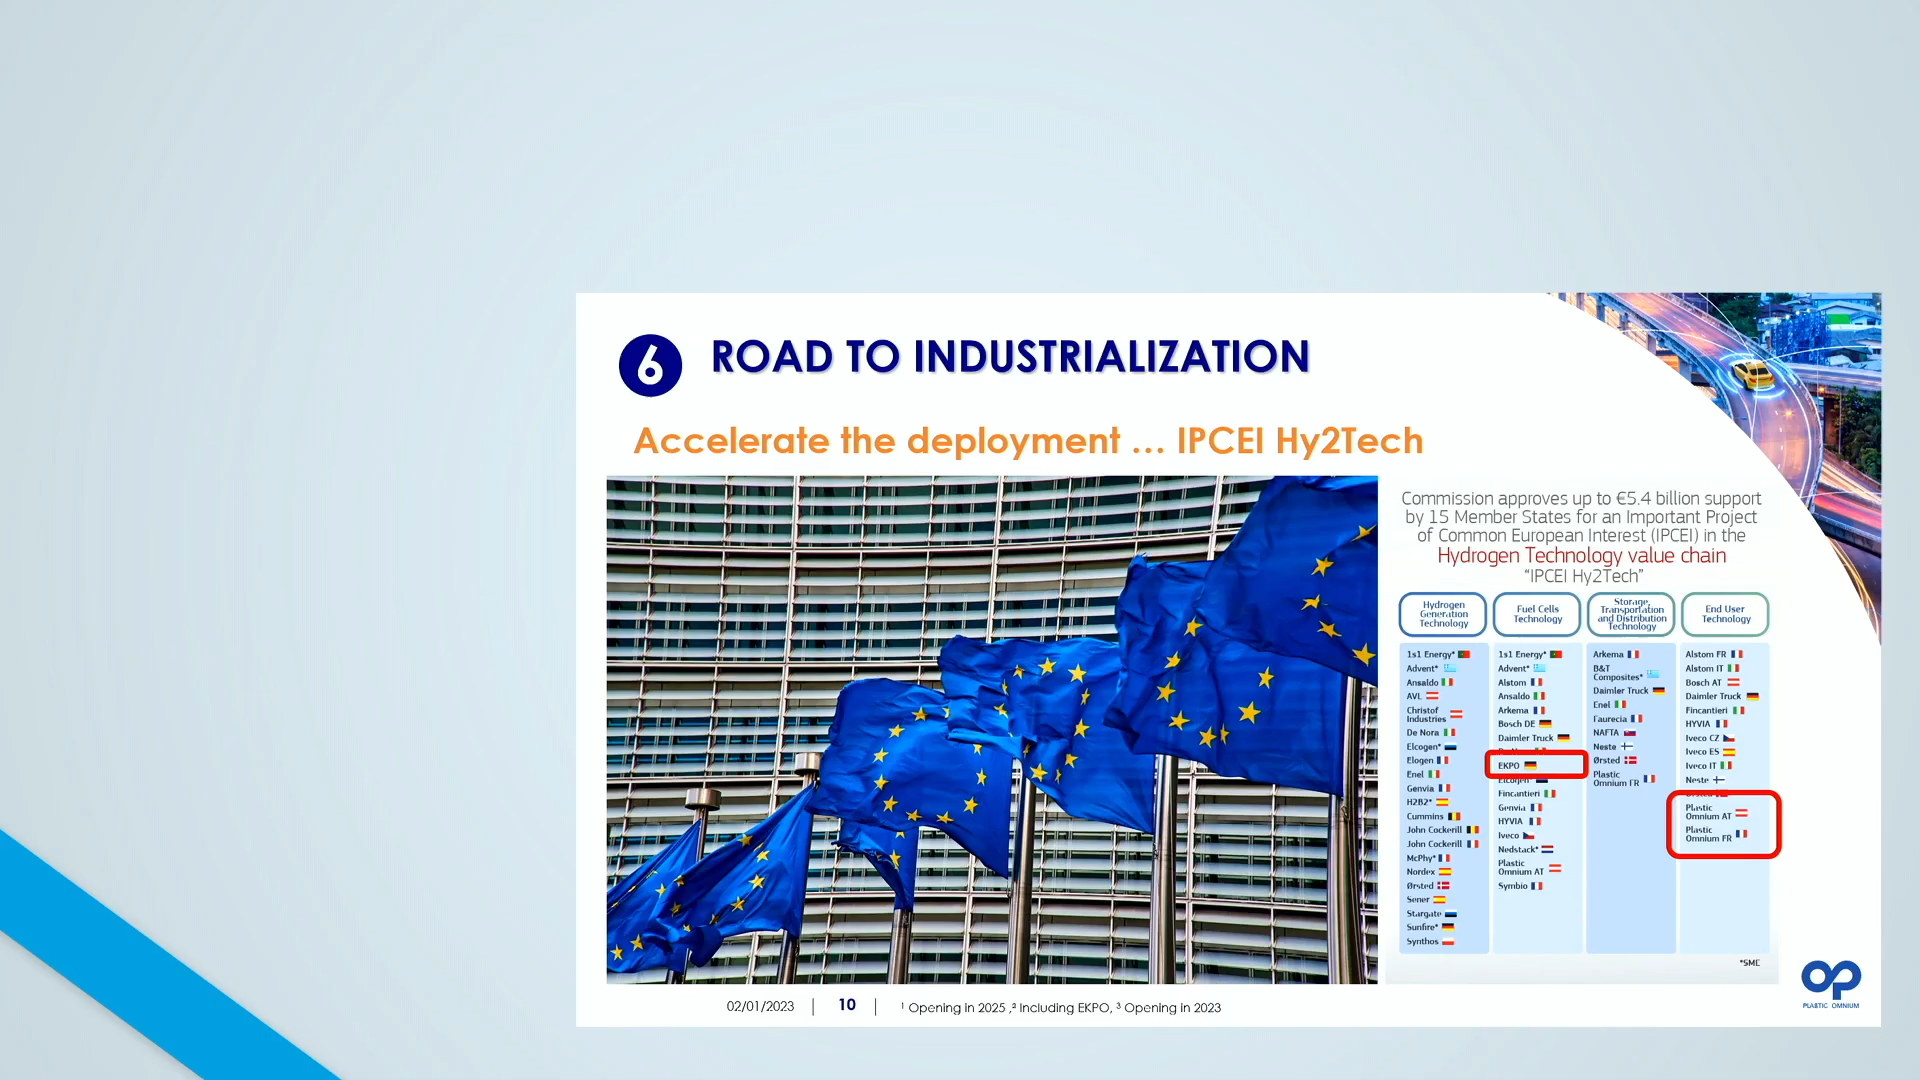 6
ROAD TO INDUSTRIALIZATION
Accelerate the deployment ... IPCEI Hy2Tech
Commission approves up to €5.4 billion support
by 15 Member States for an Important Project
of Common European Interest (IPCEI) in the
Hydrogen Technology value chain
“IPCEI Hy2Tech”
Hydrogen
Generation
Technology
1s1 Energy*
Advent*
Ansaldo
AVL
Christof
Industries
De Nora
Elcogen*
Elogen
Enel
Genvia
H2B2*
Cummins
John Cockerill
John Cockerill
McPhy*
Nordex
Ørsted
Sener
Stargate
Sunfire*
Synthos
Fuel Cells
Technology
1s1 Energy*
Advent*
Alstom
Ansaldo
Arkema
Bosch DE
Daimler Truck
EKPO
Elcogen*
Fincantieri
Genvia
HYVIA
Iveco
Nedstack*
Plastic
Omnium AT
Symbio
Storage,
Transportation
and Distribution
Technology
Arkema
B&T
Composites*
Daimler Truck
Enel
Faurecia
NAFTA
Neste
Ørsted
Plastic
Omnium FR
End User
Technology
Alstom FR
Alstom IT
Bosch AT
Daimler Truck
Fincantieri
HYVIA
Iveco CZ
Iveco ES
Iveco IT
Neste
Ørsted
Plastic
Omnium AT
Plastic
Omnium FR
*SME
02/01/2023 | 10 | ¹ Opening in 2025 ,² Including EKPO, ³ Opening in 2023
PLASTIC OMNIUM